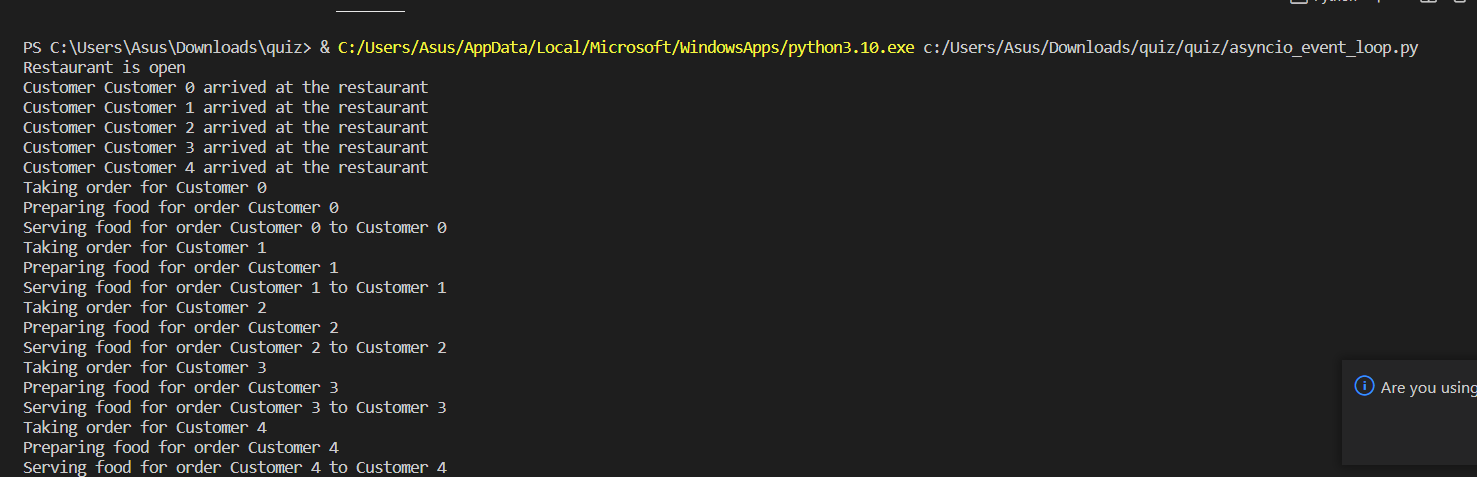 PS C:\Users\Asus\Downloads\quiz> & C:/Users/Asus/AppData/Local/Microsoft/WindowsApps/python3.10.exe c:/Users/Asus/Downloads/quiz/quiz/asyncio_event_loop.py
Restaurant is open
Customer Customer 0 arrived at the restaurant
Customer Customer 1 arrived at the restaurant
Customer Customer 2 arrived at the restaurant
Customer Customer 3 arrived at the restaurant
Customer Customer 4 arrived at the restaurant
Taking order for Customer 0
Preparing food for order Customer 0
Serving food for order Customer 0 to Customer 0
Taking order for Customer 1
Preparing food for order Customer 1
Serving food for order Customer 1 to Customer 1
Taking order for Customer 2
Preparing food for order Customer 2
Serving food for order Customer 2 to Customer 2
Taking order for Customer 3
Preparing food for order Customer 3
Serving food for order Customer 3 to Customer 3
Are you using
Taking order for Customer 4
Preparing food for order Customer 4
Serving food for order Customer 4 to Customer 4